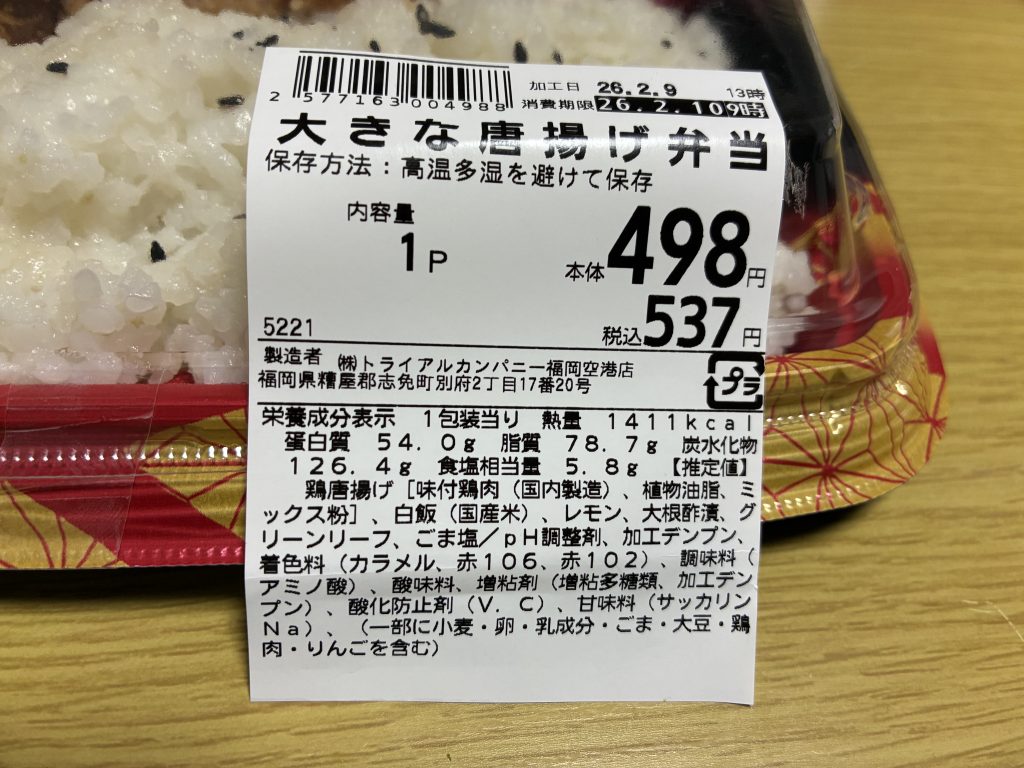 加工日 26.2.9 13時
2 577163 004988
消費期限 26.2.10 9時
大きな唐揚げ弁当
保存方法：高温多湿を避けて保存
内容量
1P
本体498円
税込537円
5221
製造者 ㈱トライアルカンパニー福岡空港店
福岡県糟屋郡志免町別府2丁目17番20号
プラ
栄養成分表示 1包装当り 熱量 1411kcal
蛋白質 54.0g 脂質 78.7g 炭水化物
126.4g 食塩相当量 5.8g 【推定値】
鶏唐揚げ［味付鶏肉（国内製造）、植物油脂、ミ
ックス粉］、白飯（国産米）、レモン、大根酢漬、グ
リーンリーフ、ごま塩／pH調整剤、加工デンプン、
着色料（カラメル、赤106、赤102）、調味料（
アミノ酸）、酸味料、増粘剤（増粘多糖類、加工デン
プン）、酸化防止剤（V．C）、甘味料（サッカリン
Na）、（一部に小麦・卵・乳成分・ごま・大豆・鶏
肉・りんごを含む）